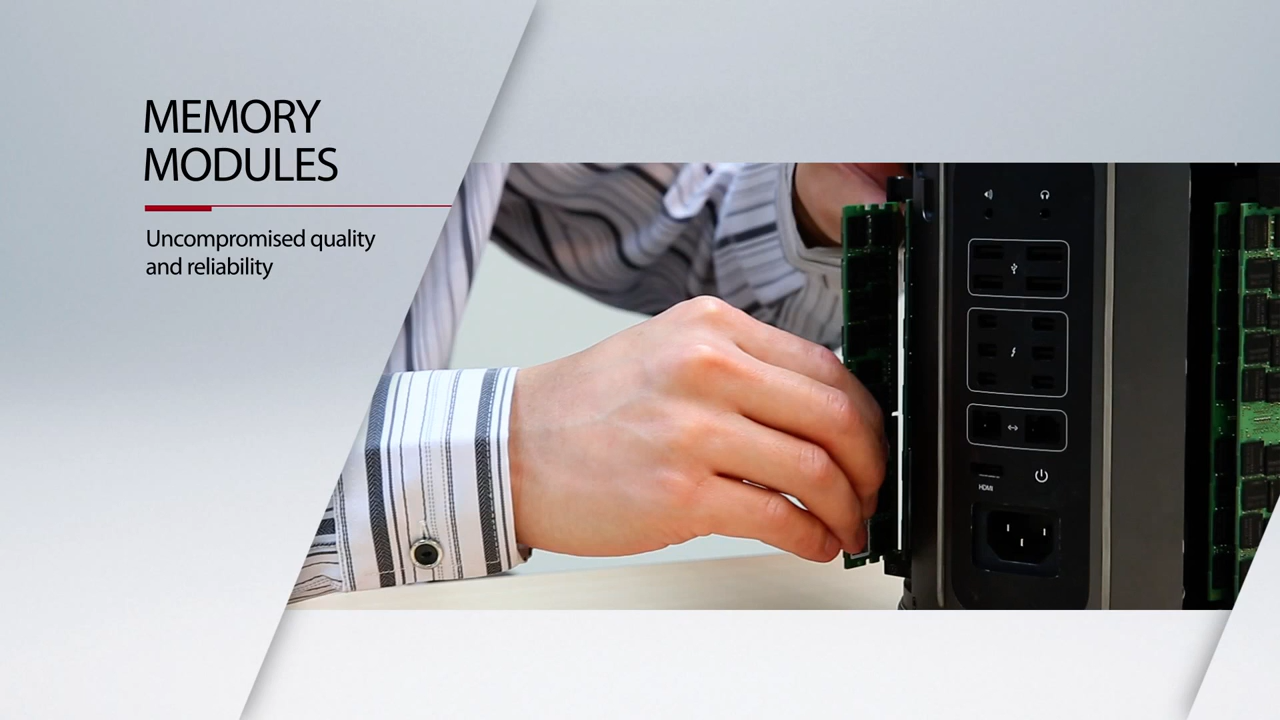 MEMORY
MODULES
Uncompromised quality
and reliability
HDMI